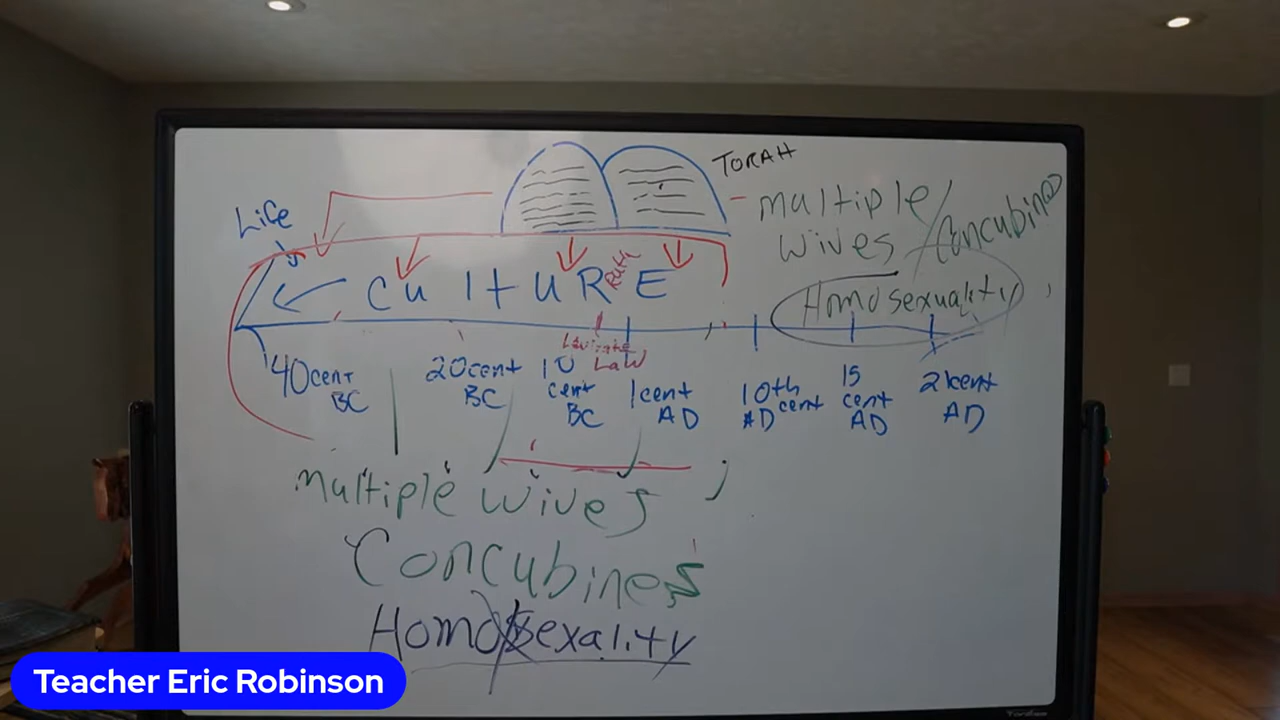 TORAH
Life
multiple/
wives /Concubines
Homosexuality
CultURE
Ruth
Levirate
LaW
40cent
BC
20cent
BC
10
cent
BC
1cent
AD
10th
AD cent
15
cent
AD
21cent
AD
multiple wives
Concubines
Homosexality
Teacher Eric Robinson